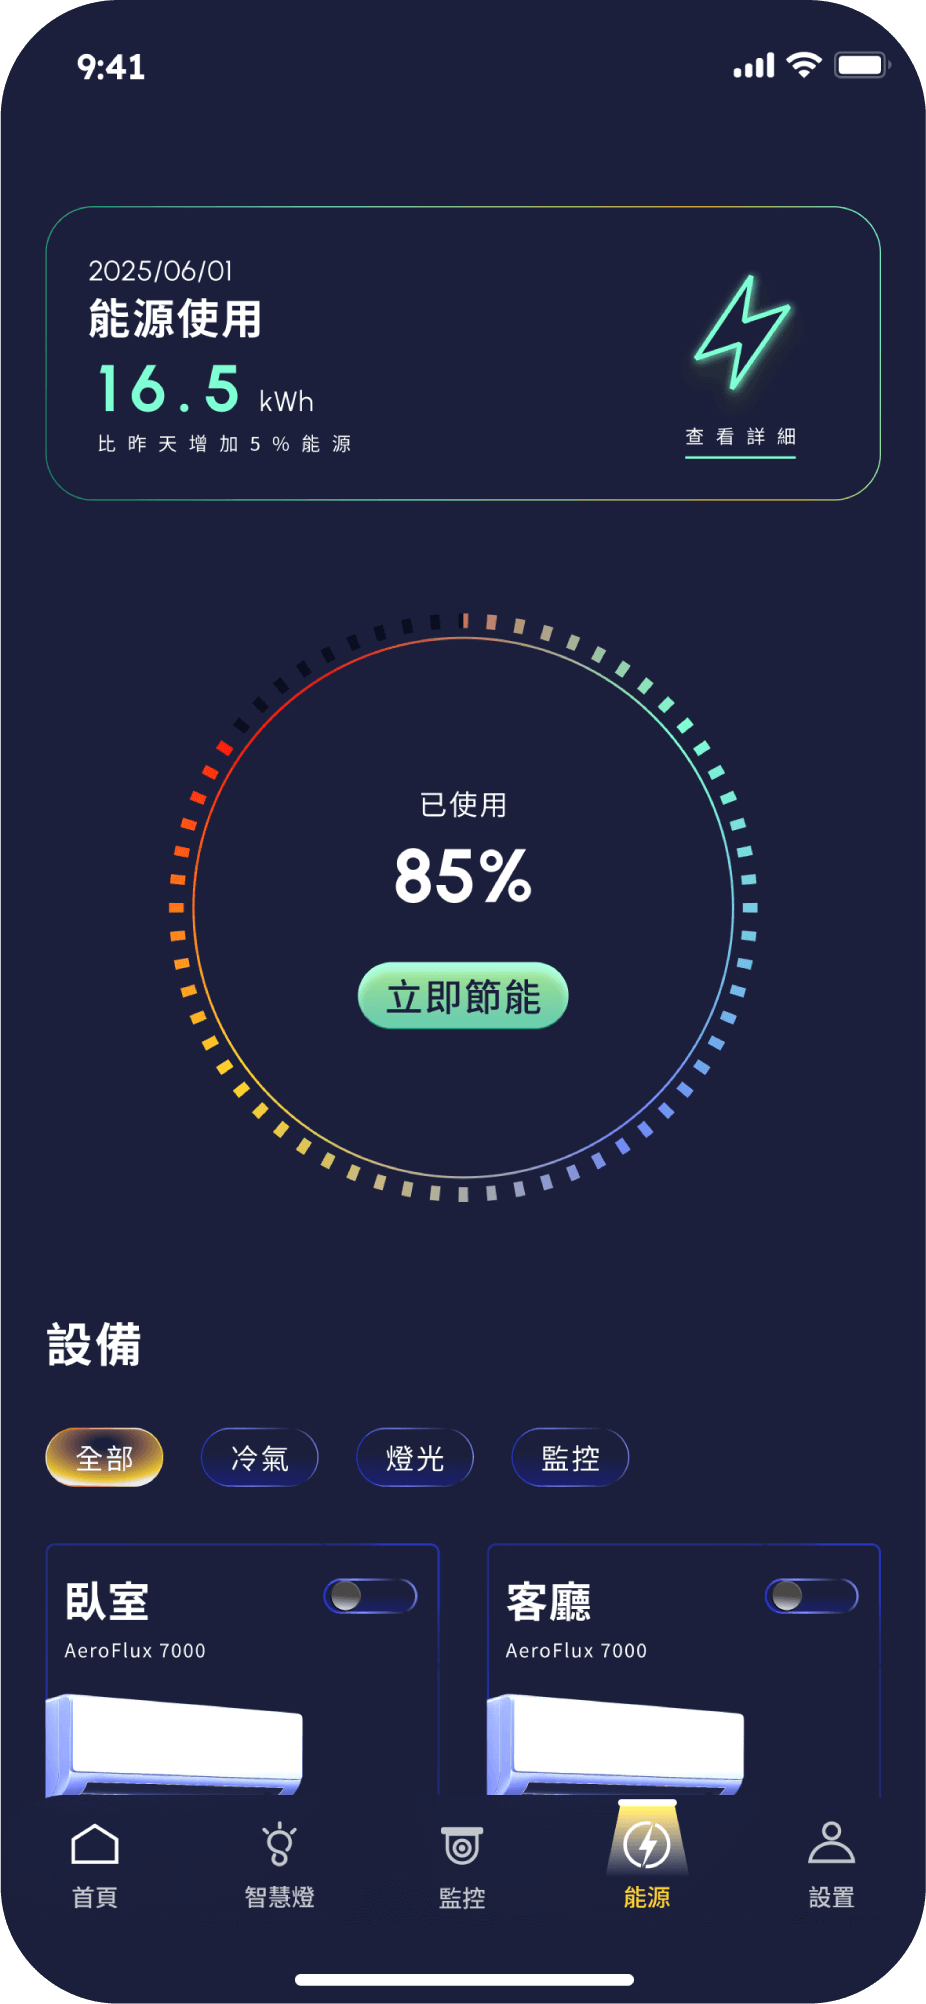 9:41
2025/06/01
能源使用
16.5 kWh
比昨天增加5%能源
查看詳細
已使用
85%
立即節能
設備
全部 冷氣 燈光 監控
臥室 客廳
AeroFlux 7000 AeroFlux 7000
首頁 智慧燈 監控 能源 設置